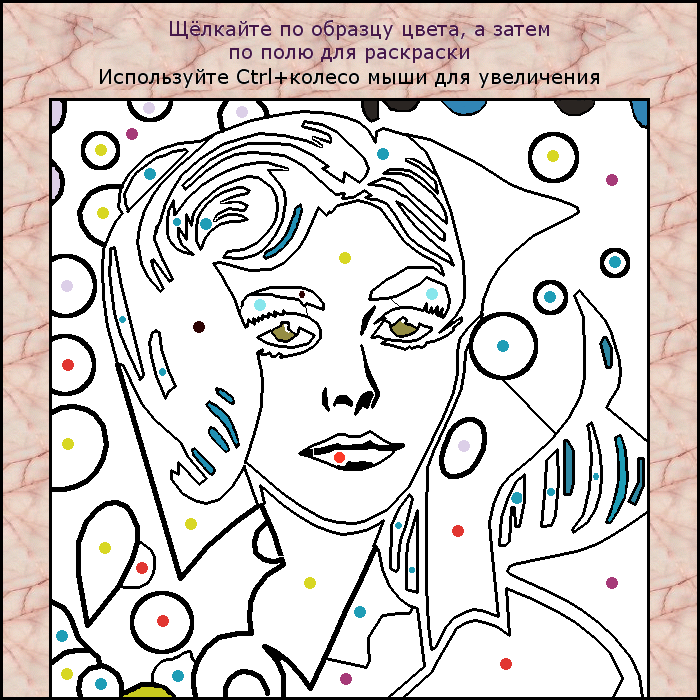 Щёлкайте по образцу цвета, а затем
по полю для раскраски
Используйте Ctrl+колесо мыши для увеличения